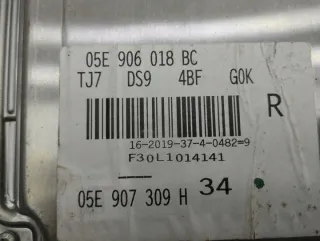 05E 906 018 BC
TJ7 DS9 4BF G0K
R
16-2019-37-4-0482=9
F30L1014141
05E 907 309 H 34